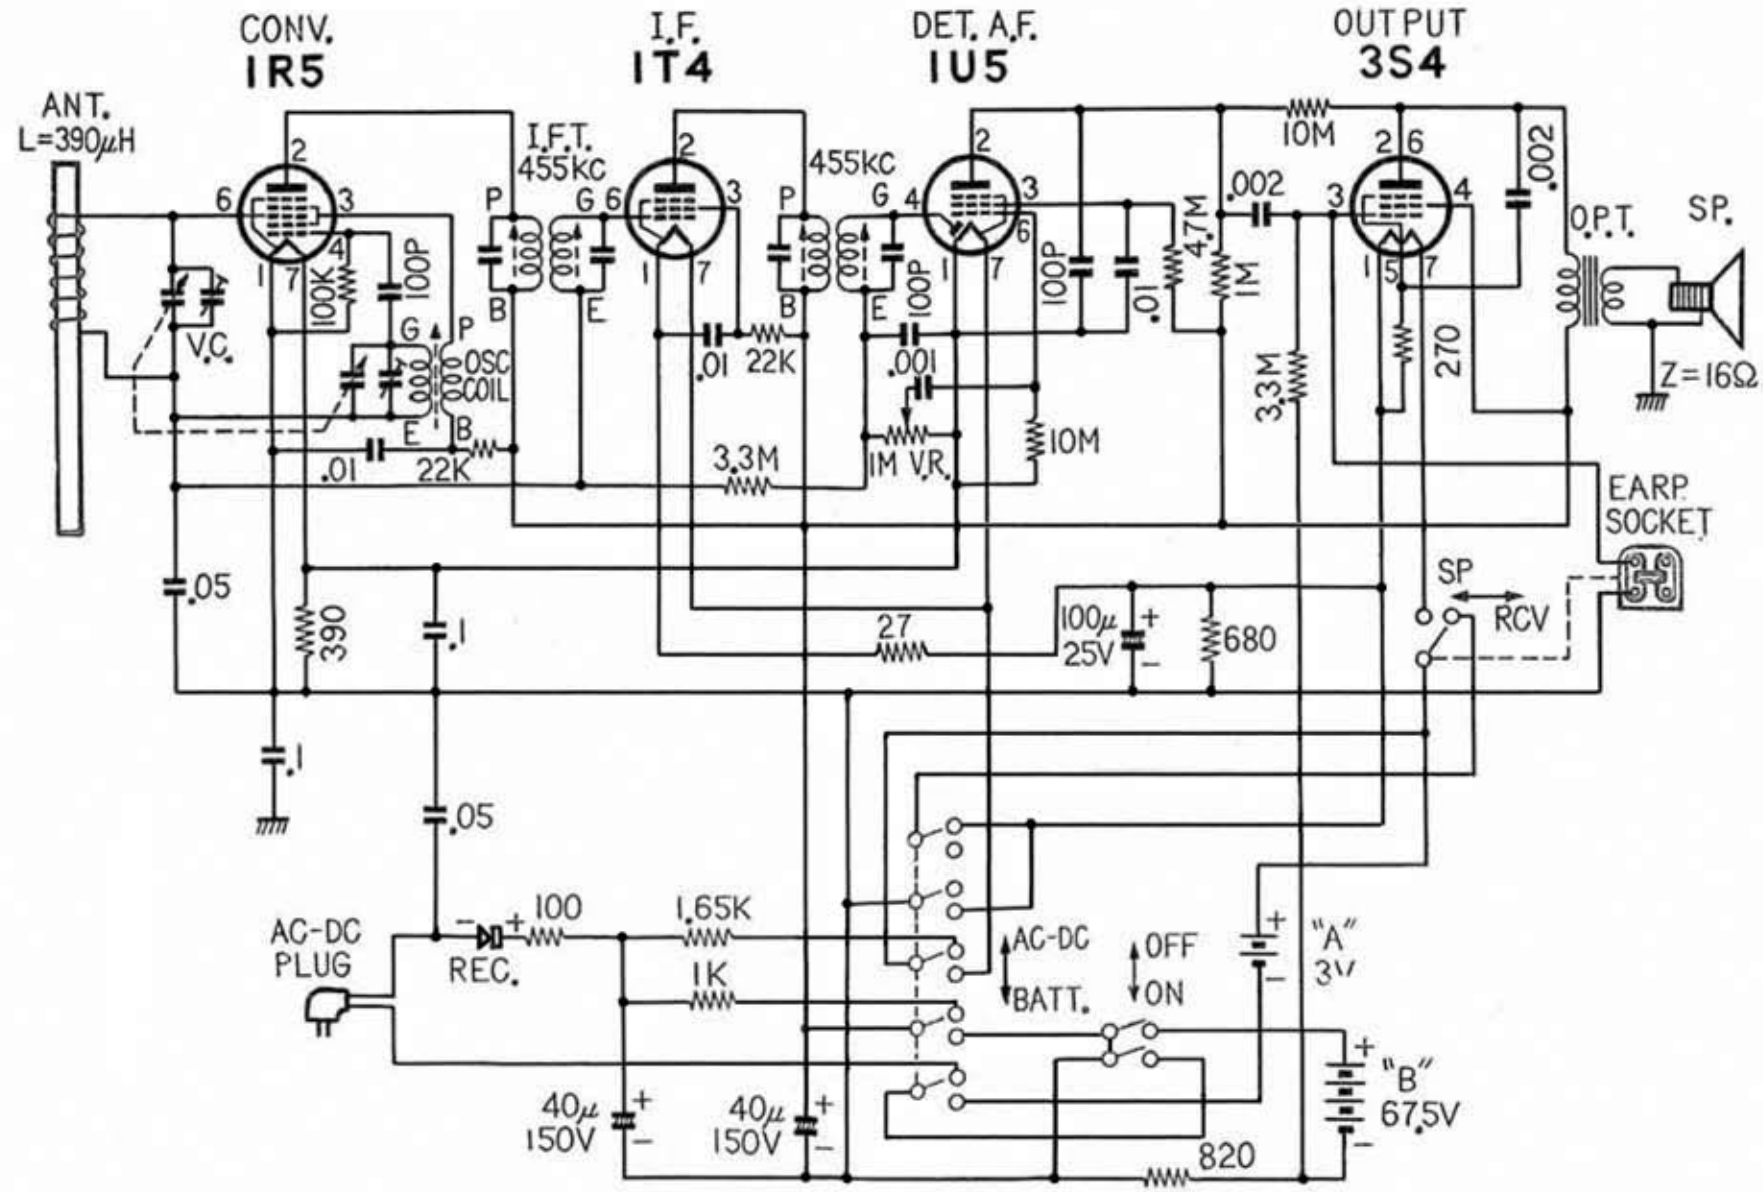 CONV.
1R5
I.F.
1T4
DET. A.F.
1U5
OUTPUT
3S4
ANT.
L=390μH
2
6
3
4
1
7
100K
100P
V.C.
G
P
OSC
COIL
E
B
.01
22K
I.F.T.
455KC
P
G
B
E
2
6
3
1
7
.01
22K
455KC
P
G
B
E
2
4
3
6
1
7
100P
.001
1M V.R.
10M
3.3M
100P
.01
4.7M
1M
10M
.002
3.3M
2 6
3
4
1
5
7
270
.002
O.P.T.
SP.
Z=16Ω
EARP.
SOCKET
SP
RCV
.05
390
.1
27
100μ
25V
+
-
680
.1
.05
AC-DC
PLUG
-
+
REC.
100
1.65K
1K
AC-DC
BATT.
OFF
ON
+
"A"
3V
-
40μ
150V
+
-
40μ
150V
+
-
820
+
"B"
67.5V
-